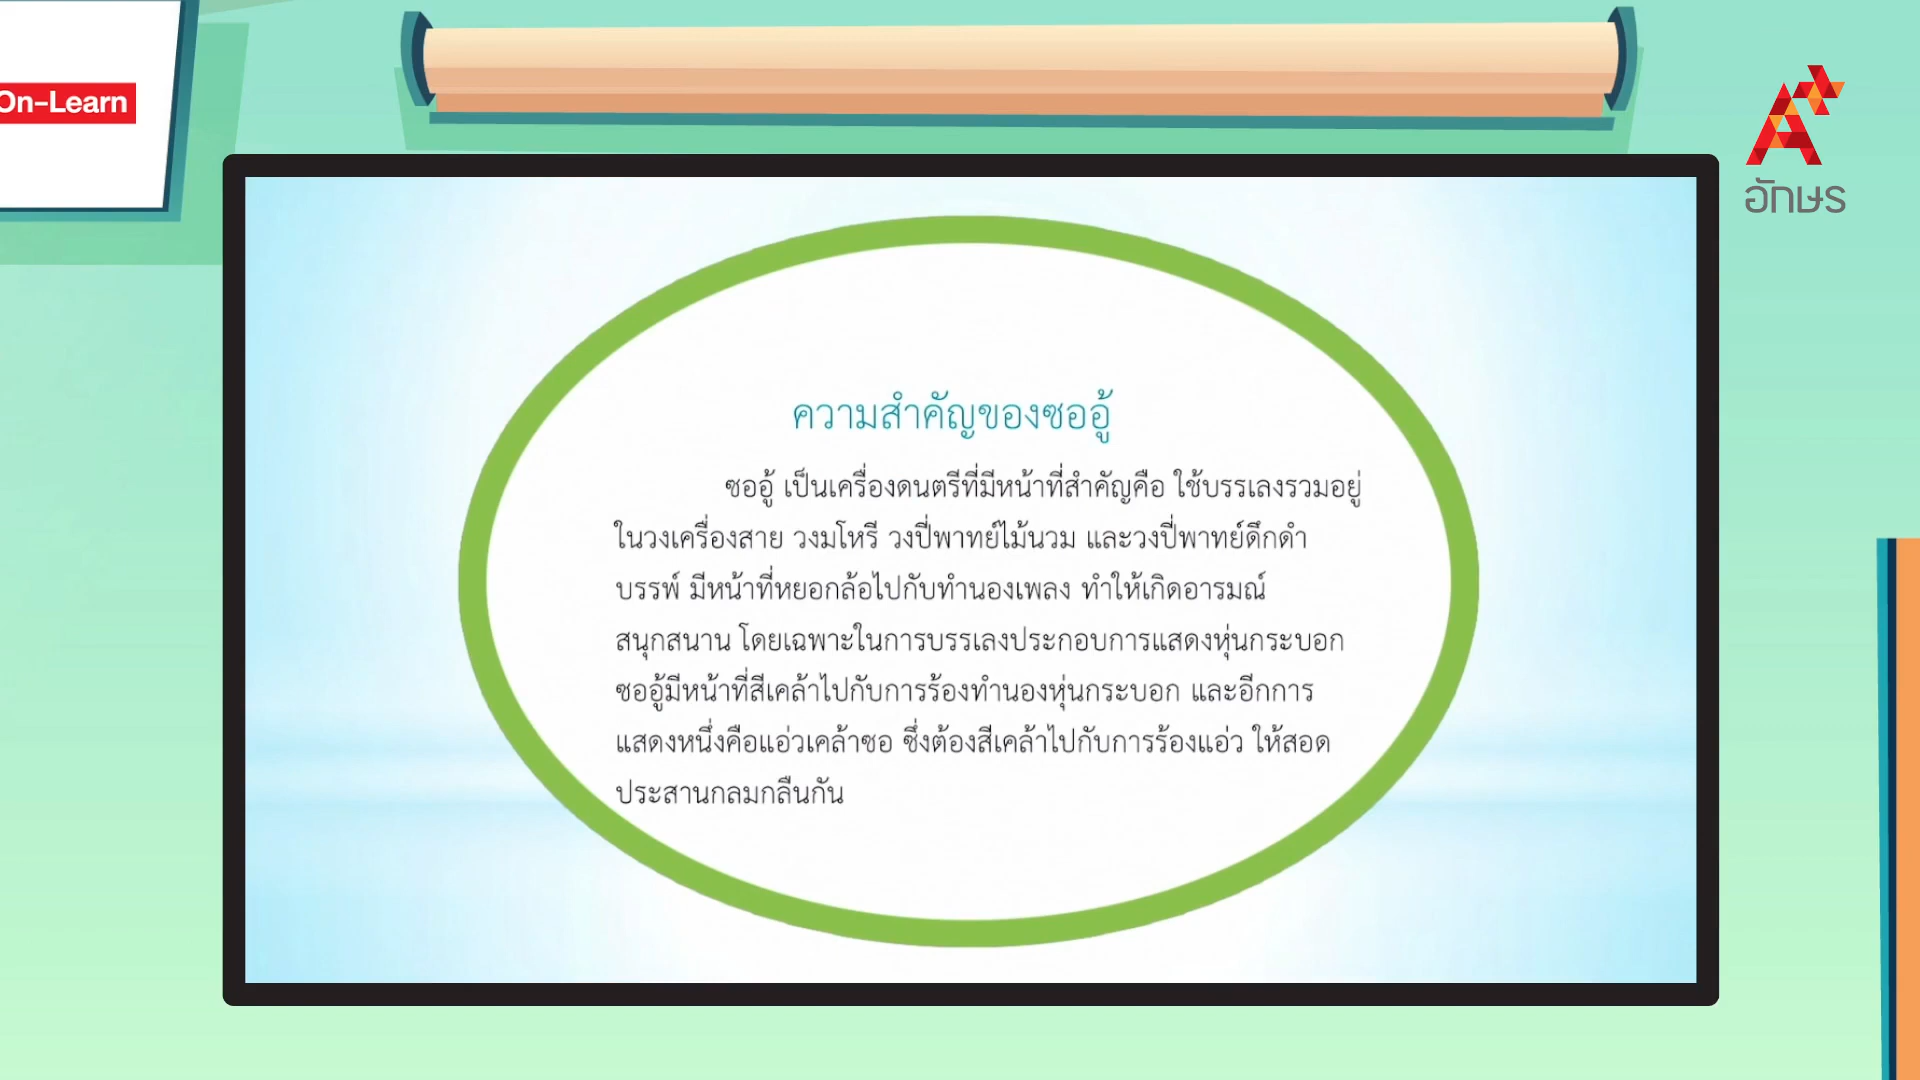 On-Learn
อักษร
ความสำคัญของซออู้
ซออู้ เป็นเครื่องดนตรีที่มีหน้าที่สำคัญคือ ใช้บรรเลงรวมอยู่
ในวงเครื่องสาย วงมโหรี วงปี่พาทย์ไม้นวม และวงปี่พาทย์ดึกดำ
บรรพ์ มีหน้าที่หยอกล้อไปกับทำนองเพลง ทำให้เกิดอารมณ์
สนุกสนาน โดยเฉพาะในการบรรเลงประกอบการแสดงหุ่นกระบอก
ซออู้มีหน้าที่สีเคล้าไปกับการร้องทำนองหุ่นกระบอก และอีกการ
แสดงหนึ่งคือแอ่วเคล้าซอ ซึ่งต้องสีเคล้าไปกับการร้องแอ่ว ให้สอด
ประสานกลมกลืนกัน